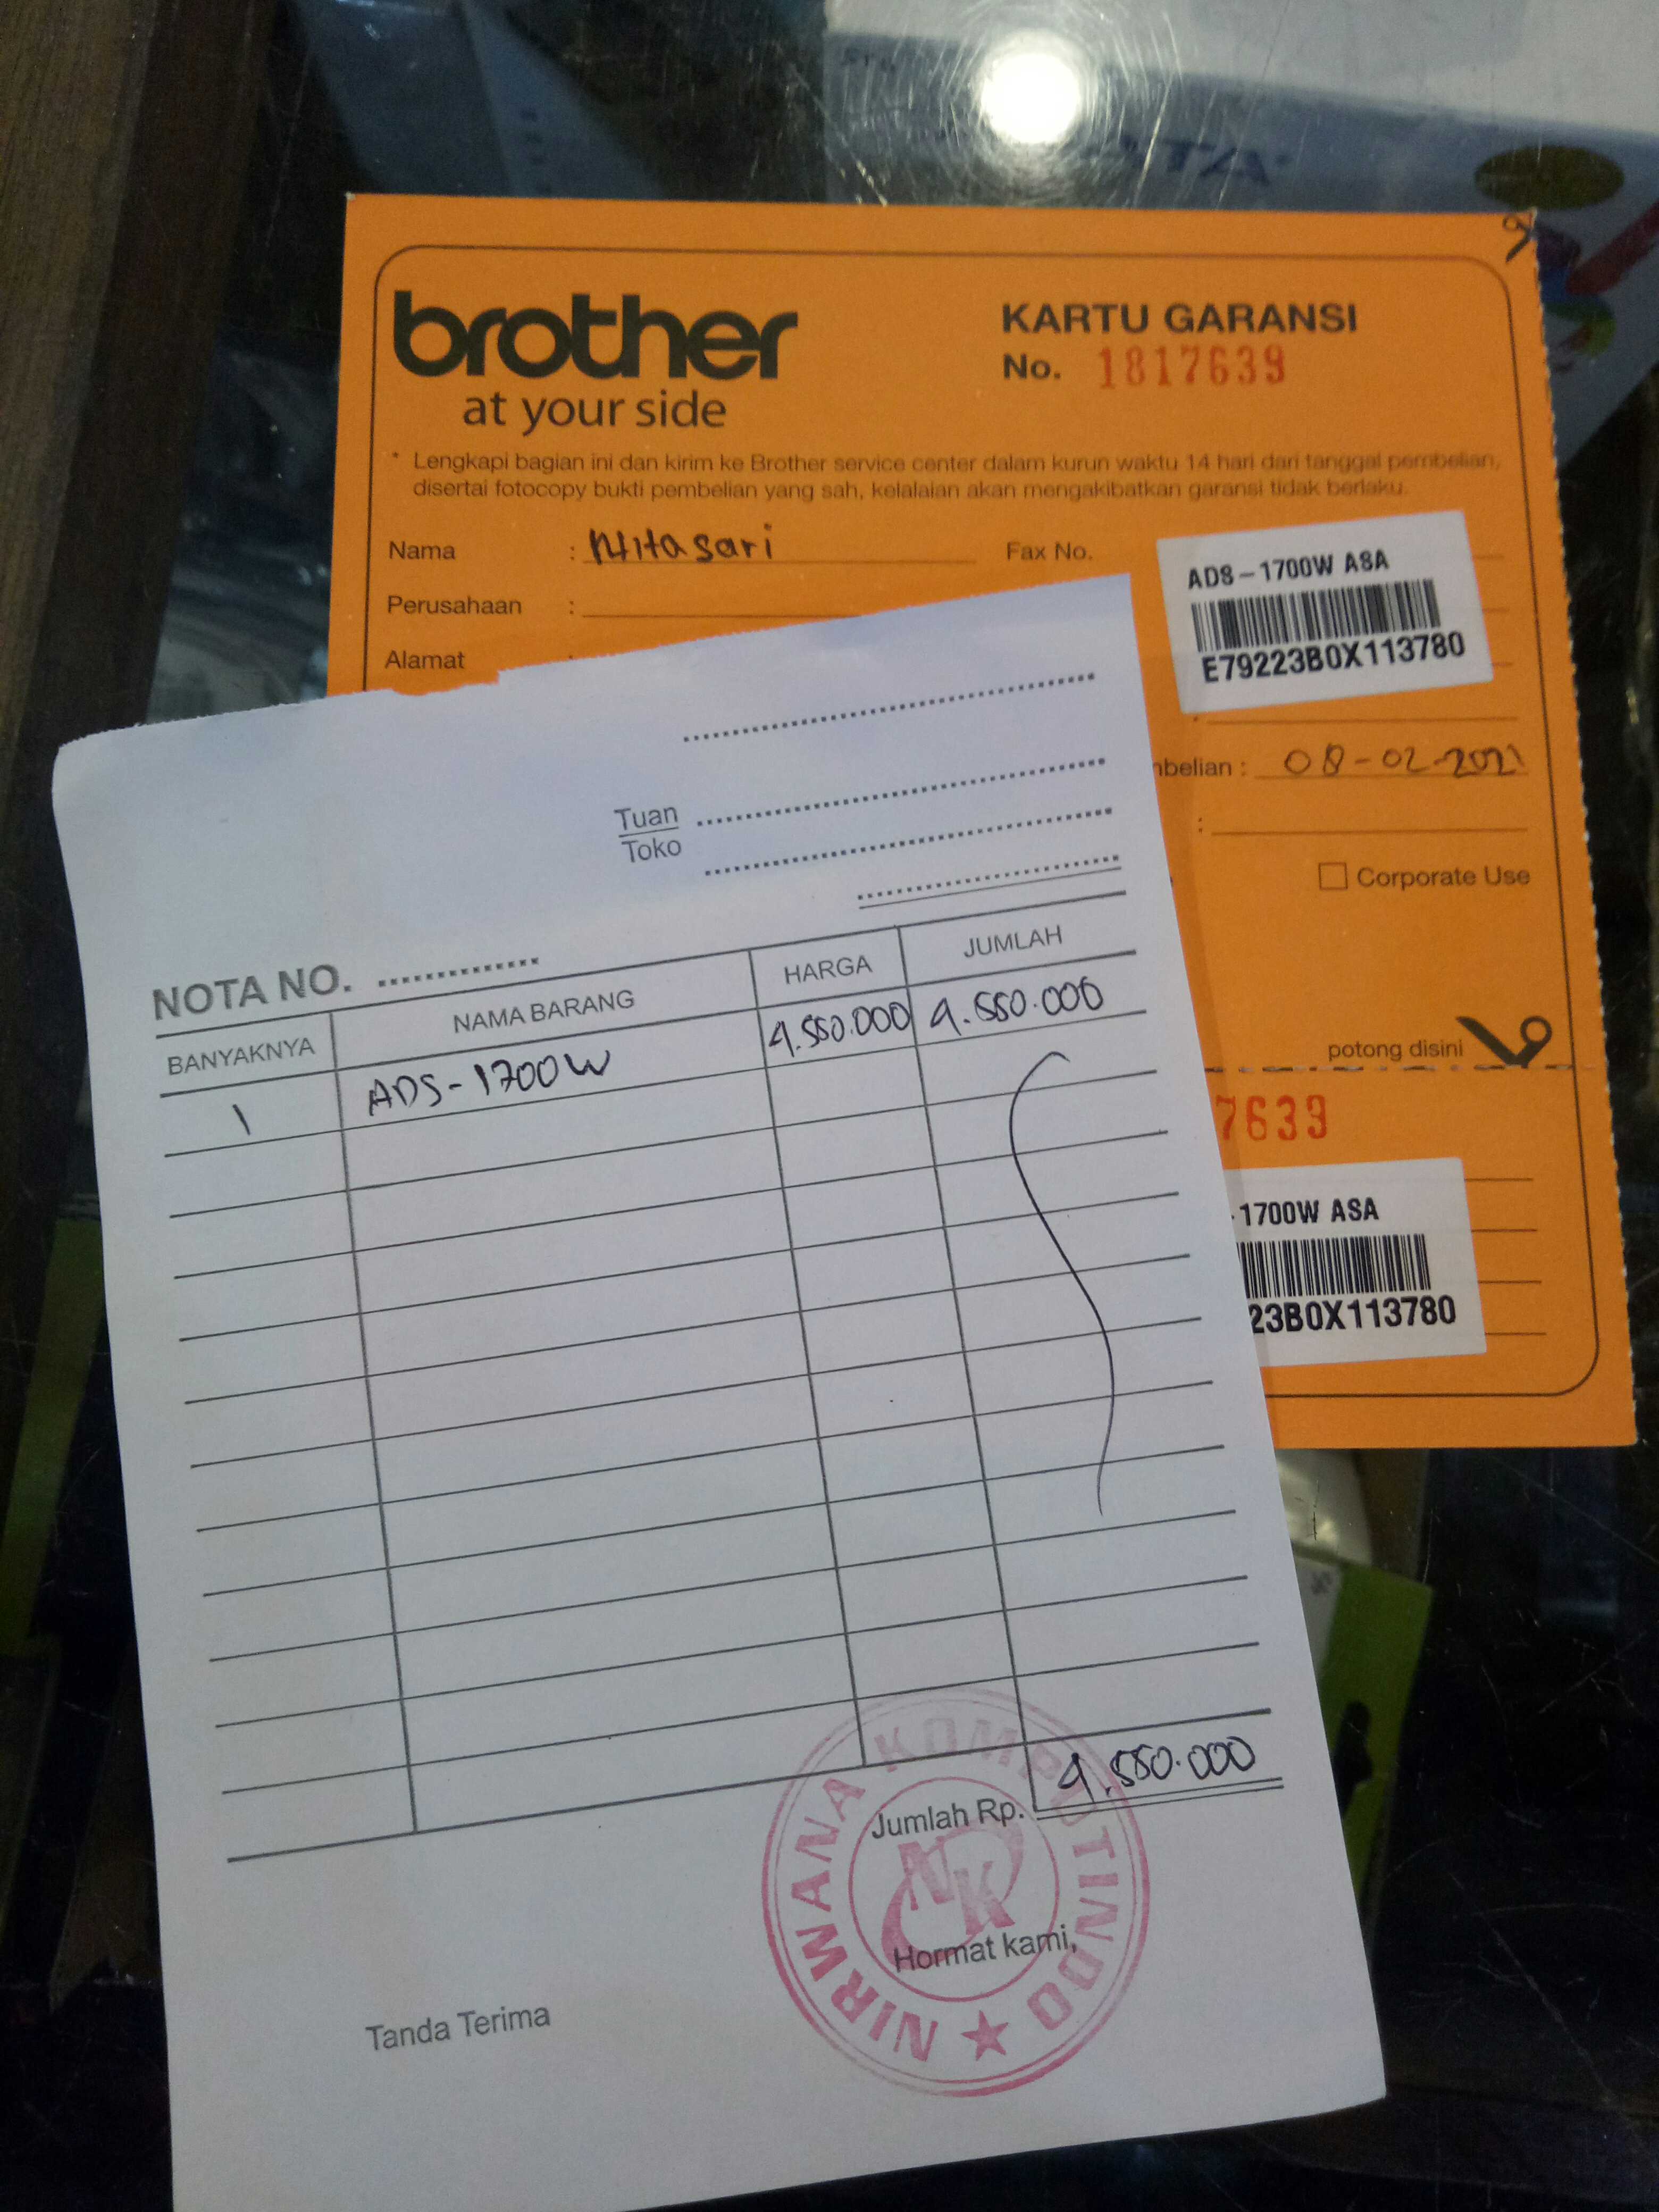 brother
at your side
KARTU GARANSI
No. 1817639
* Lengkapi bagian ini dan kirim ke Brother service center dalam kurun waktu 14 hari dari tanggal pembelian,
disertai fotocopy bukti pembelian yang sah, kelalaian akan mengakibatkan garansi tidak berlaku.
Nama :
sari
Fax No.
Perusahaan :
Alamat
ADS-1700W ASA
E79223B0X113780
mbelian : 08-02-2021
:
Corporate Use
potong disini
7639
-1700W ASA
23B0X113780
Tuan
Toko
NOTA NO. ..............
BANYAKNYA NAMA BARANG HARGA JUMLAH
1 ADS-1700W 4.550.000 4.550.000
Jumlah Rp. 4.550.000
Hormat kami,
Tanda Terima
NIRWANA KOMPUTINDO
NK